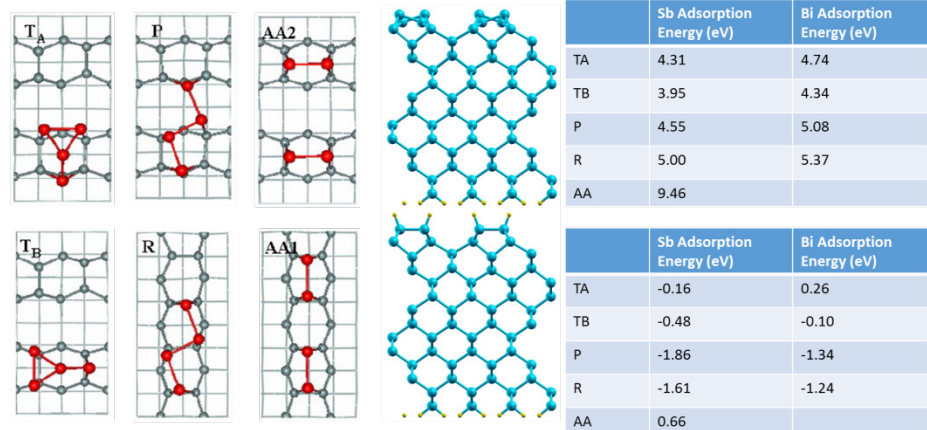 T_A
P
AA2
T_B
R
AA1
Sb Adsorption Energy (eV) Bi Adsorption Energy (eV)
TA 4.31 4.74
TB 3.95 4.34
P 4.55 5.08
R 5.00 5.37
AA 9.46
Sb Adsorption Energy (eV) Bi Adsorption Energy (eV)
TA -0.16 0.26
TB -0.48 -0.10
P -1.86 -1.34
R -1.61 -1.24
AA 0.66